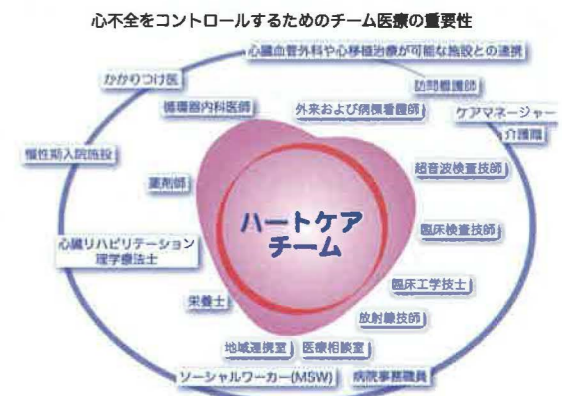 心不全をコントロールするためのチーム医療の重要性
心臓血管外科や心移植治療が可能な施設との連携
かかりつけ医
訪問看護師
循環器内科医師
外来および病棟看護師
ケアマネージャー
介護職
慢性期入院施設
超音波検査技師
薬剤師
ハートケア
チーム
臨床検査技師
心臓リハビリテーション
理学療法士
臨床工学技士
栄養士
放射線技師
地域連携室
医療相談室
ソーシャルワーカー(MSW)
病院事務職員